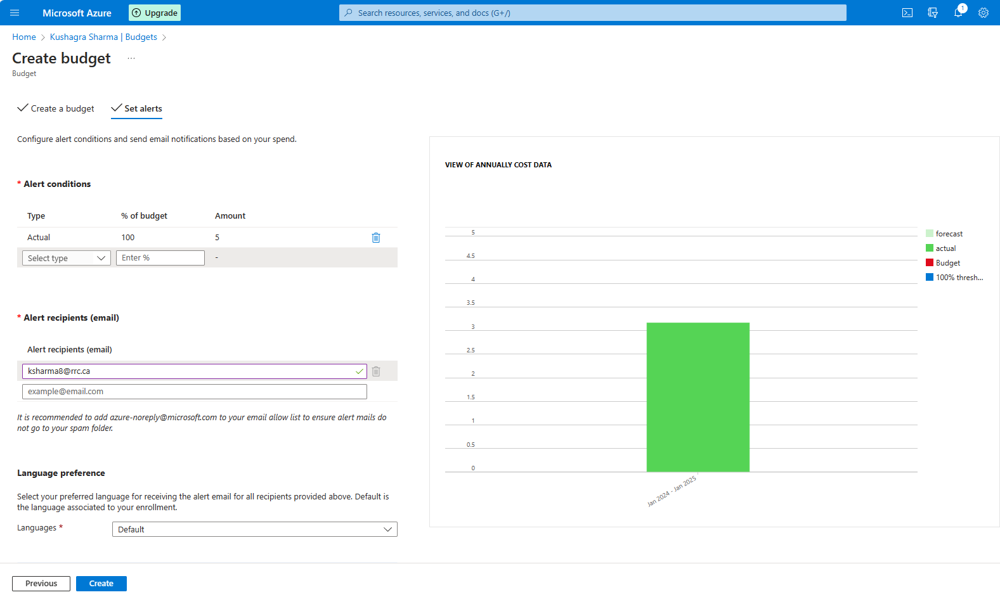 Microsoft Azure
Upgrade
Search resources, services, and docs (G+/)
1
Home > Kushagra Sharma | Budgets >
Create budget ...
Budget
Create a budget
Set alerts
Configure alert conditions and send email notifications based on your spend.
* Alert conditions
Type % of budget Amount
Actual 100 5
Select type Enter % -
* Alert recipients (email)
Alert recipients (email)
ksharma8@rrc.ca
example@email.com
It is recommended to add azure-noreply@microsoft.com to your email allow list to ensure alert mails do
not go to your spam folder.
Language preference
Select your preferred language for receiving the alert email for all recipients provided above. Default is
the language associated to your enrollment.
Languages * Default
Previous Create
VIEW OF ANNUALLY COST DATA
5
4.5
4
3.5
3
2.5
2
1.5
1
0.5
0
Jan 2024 - Jan 2025
forecast
actual
Budget
100% thresh...